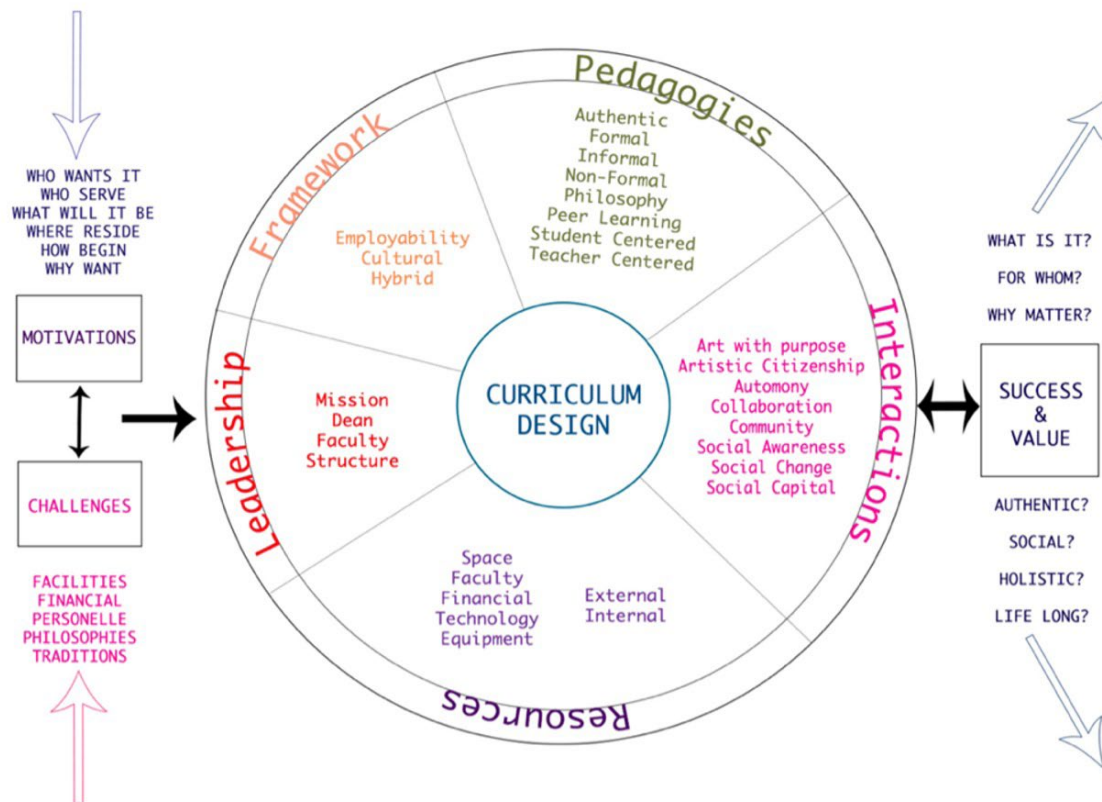 WHO WANTS IT
WHO SERVE
WHAT WILL IT BE
WHERE RESIDE
HOW BEGIN
WHY WANT
MOTIVATIONS
CHALLENGES
FACILITIES
FINANCIAL
PERSONELLE
PHILOSOPHIES
TRADITIONS
Framework
Employability
Cultural
Hybrid
Pedagogies
Authentic
Formal
Informal
Non-Formal
Philosophy
Peer Learning
Student Centered
Teacher Centered
Leadership
Mission
Dean
Faculty
Structure
CURRICULUM
DESIGN
Interactions
Art with purpose
Artistic Citizenship
Automony
Collaboration
Community
Social Awareness
Social Change
Social Capital
Space
Faculty
Financial
Technology
Equipment
External
Internal
Resources
WHAT IS IT?
FOR WHOM?
WHY MATTER?
SUCCESS
&
VALUE
AUTHENTIC?
SOCIAL?
HOLISTIC?
LIFE LONG?